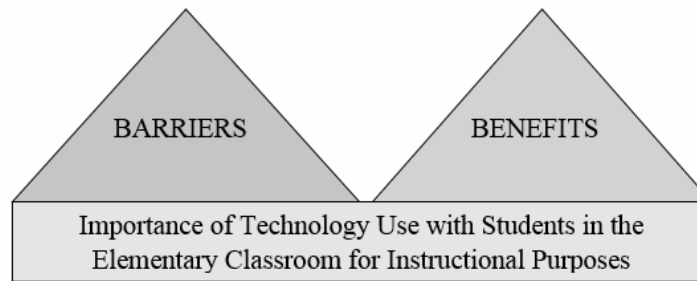 BARRIERS
BENEFITS
Importance of Technology Use with Students in the
Elementary Classroom for Instructional Purposes